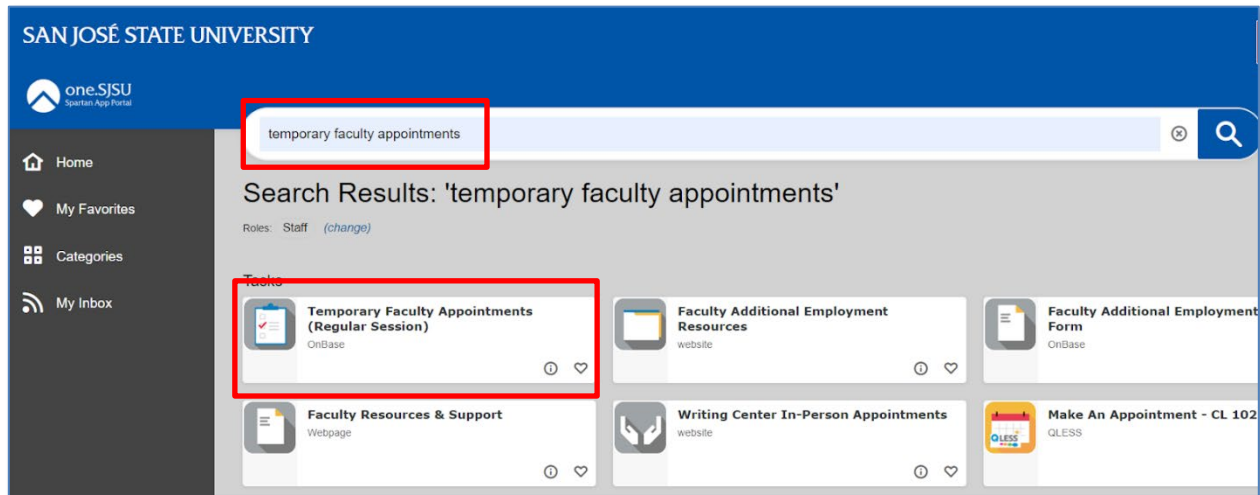 SAN JOSÉ STATE UNIVERSITY
one.SJSU
Spartan App Portal
temporary faculty appointments
Home
My Favorites
Categories
My Inbox
Search Results: 'temporary faculty appointments'
Roles: Staff (change)
Tasks
Temporary Faculty Appointments
(Regular Session)
OnBase
Faculty Additional Employment
Resources
website
Faculty Additional Employment
Form
OnBase
Faculty Resources & Support
Webpage
Writing Center In-Person Appointments
website
QLESS
Make An Appointment - CL 102
QLESS